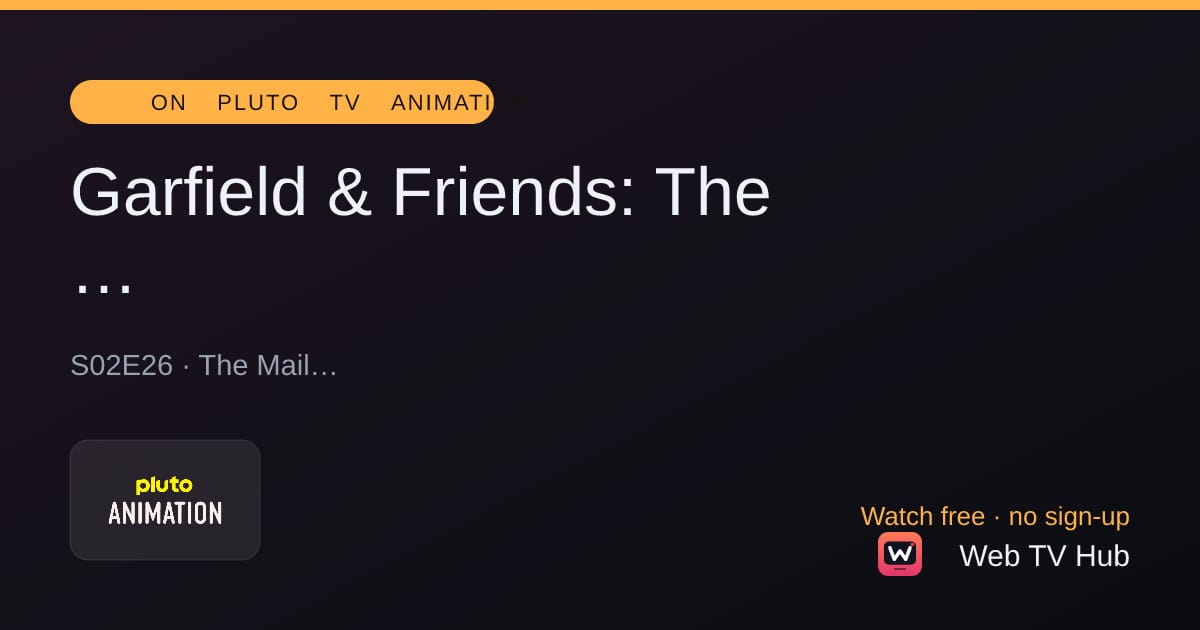 ON PLUTO TV ANIMATI
Garfield & Friends: The
…
S02E26 · The Mail…
pluto
ANIMATION
Watch free · no sign-up
W
Web TV Hub